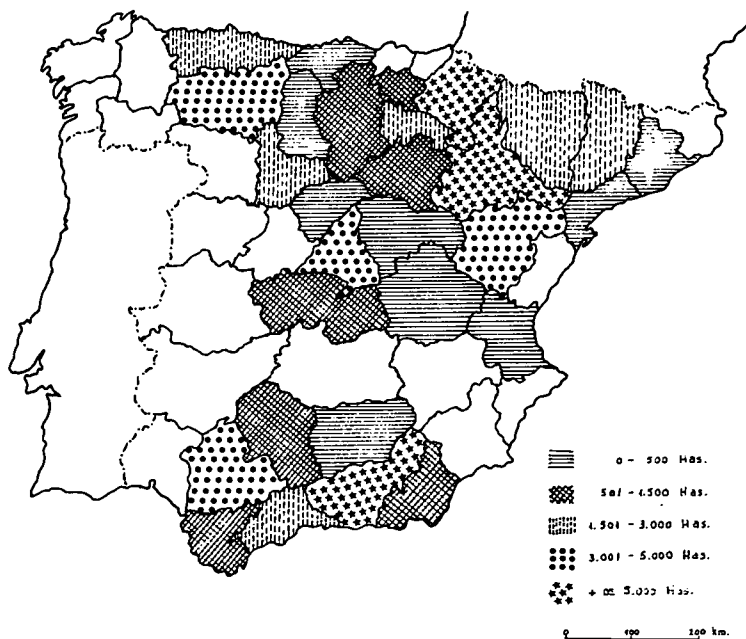 0 - 500 Has.
501 - 1.500 Has.
1.501 - 3.000 Has.
3.001 - 5.000 Has.
+ DE 5.000 Has.
0 100 200 km.